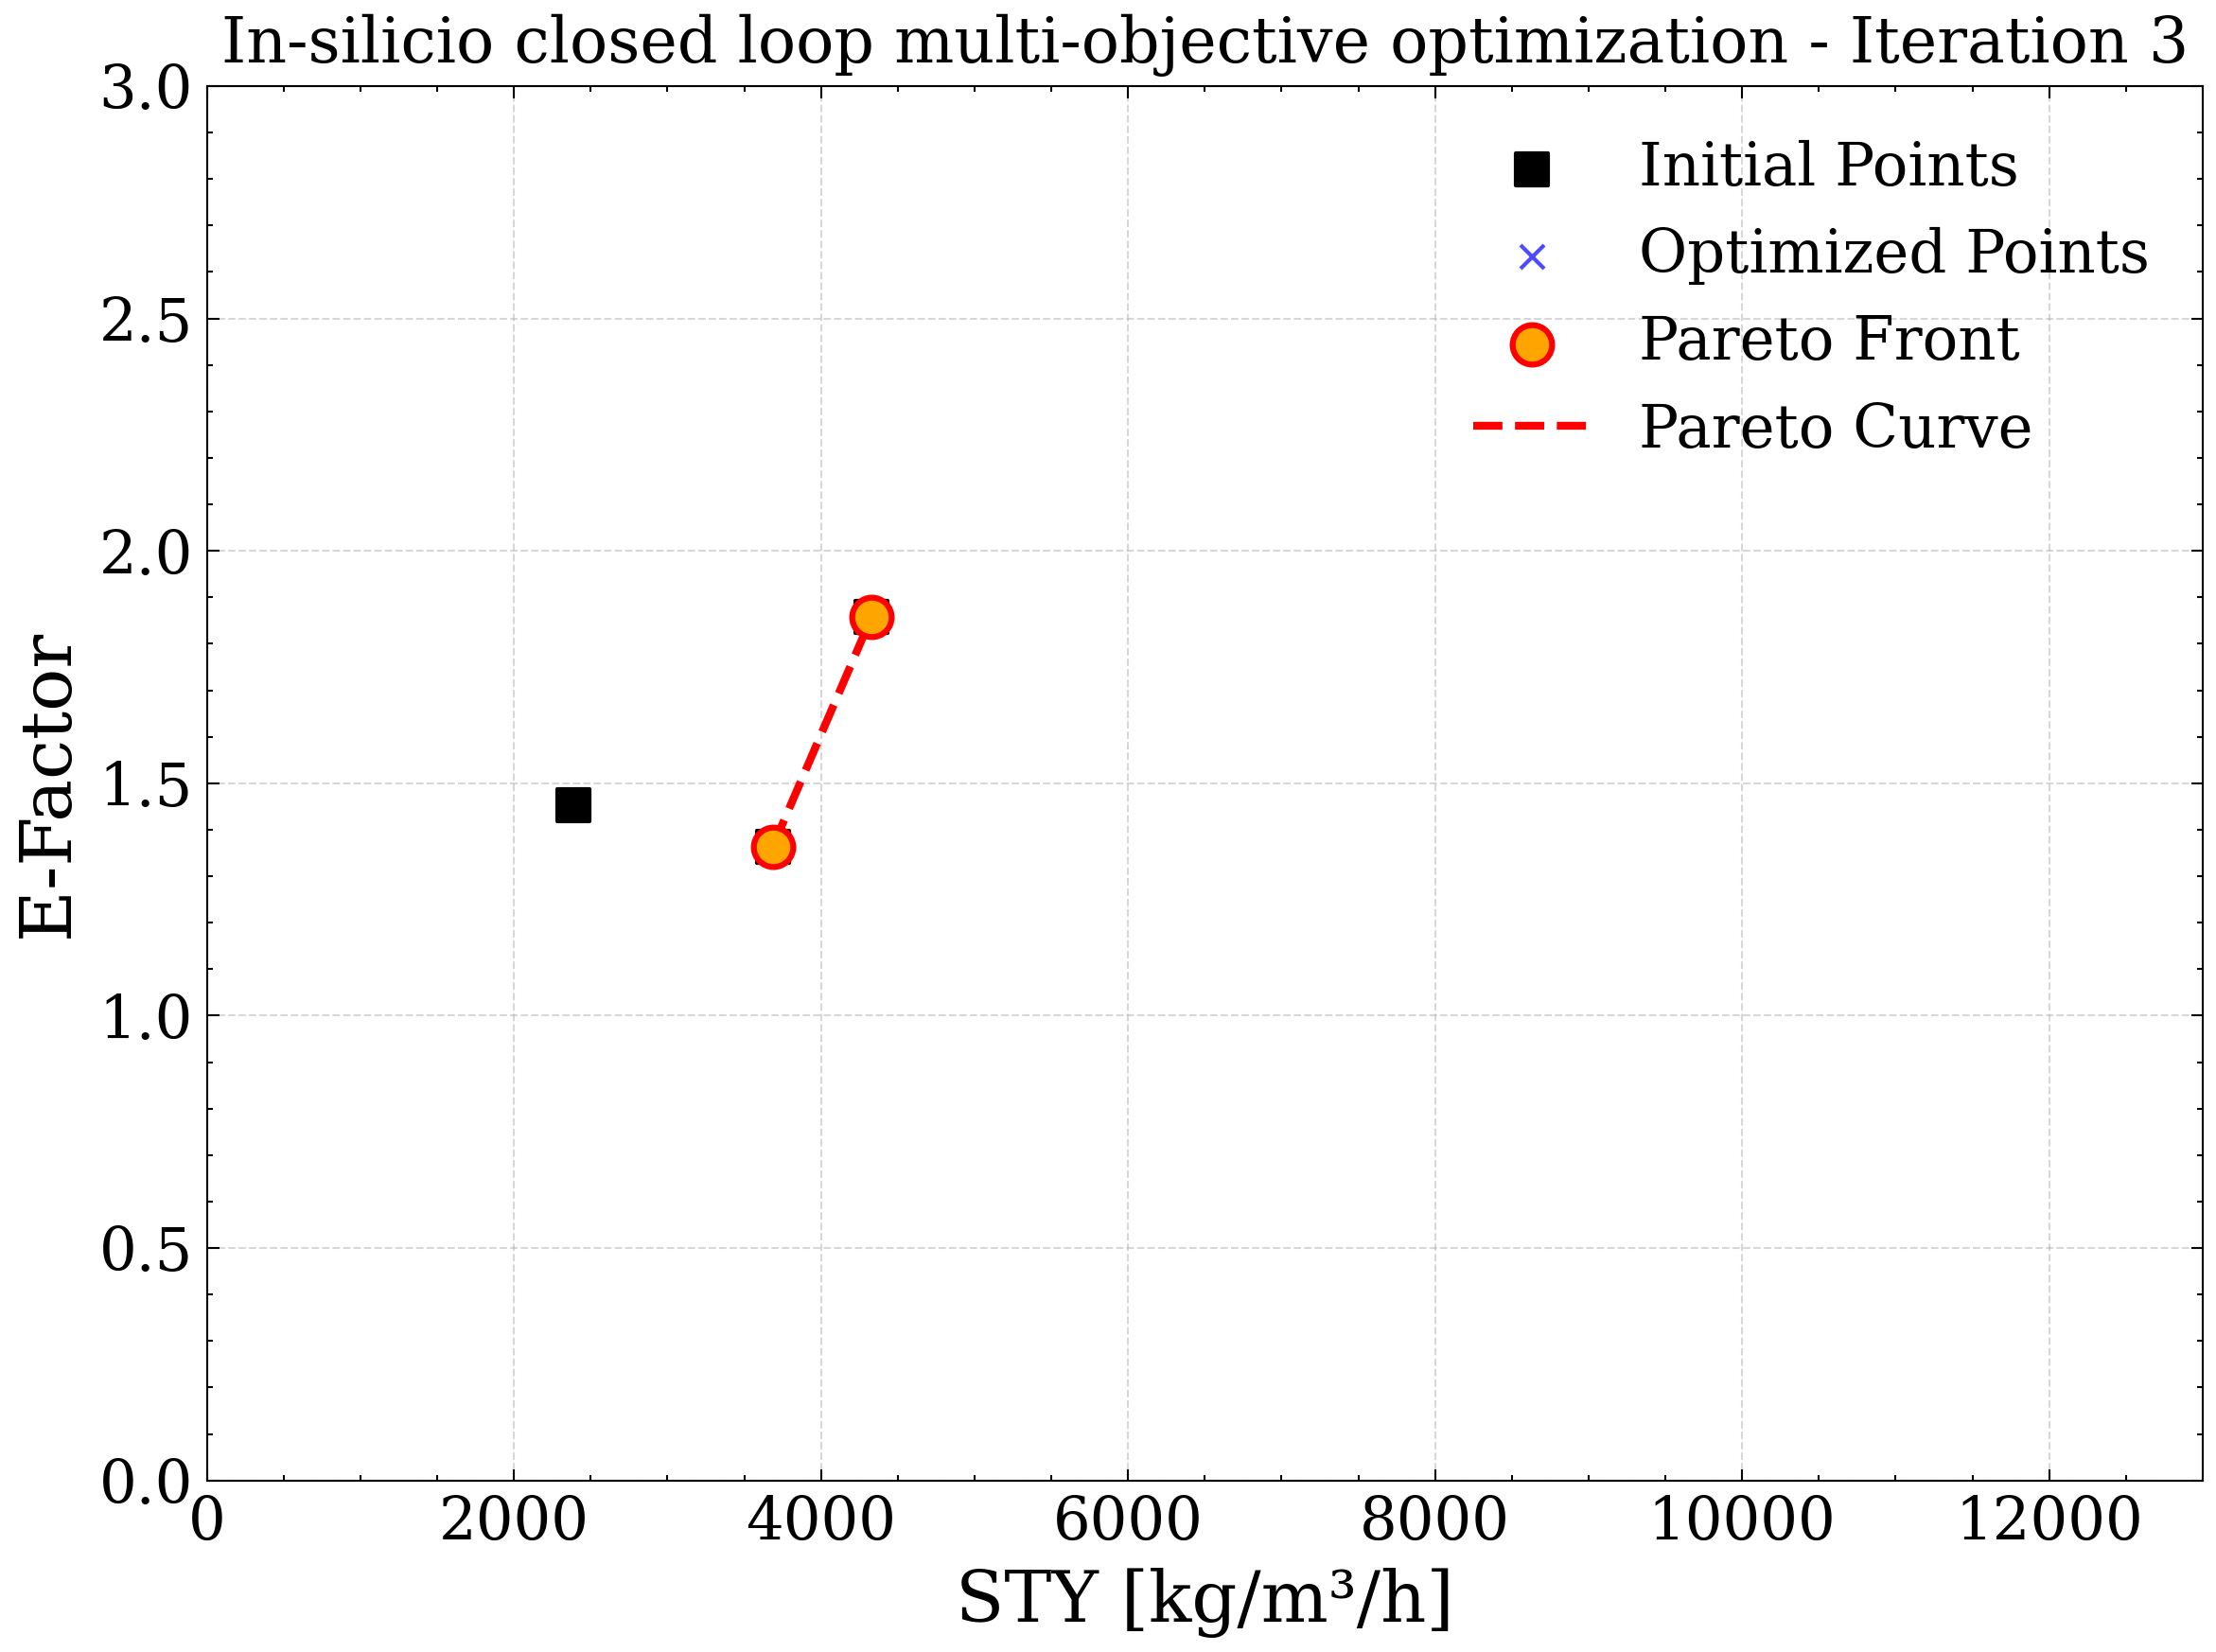 In-silicio closed loop multi-objective optimization - Iteration 3
3.0
2.5
2.0
1.5
1.0
0.5
0.0
E-Factor
Initial Points
Optimized Points
Pareto Front
Pareto Curve
0
2000
4000
6000
8000
10000
12000
STY [kg/m³/h]